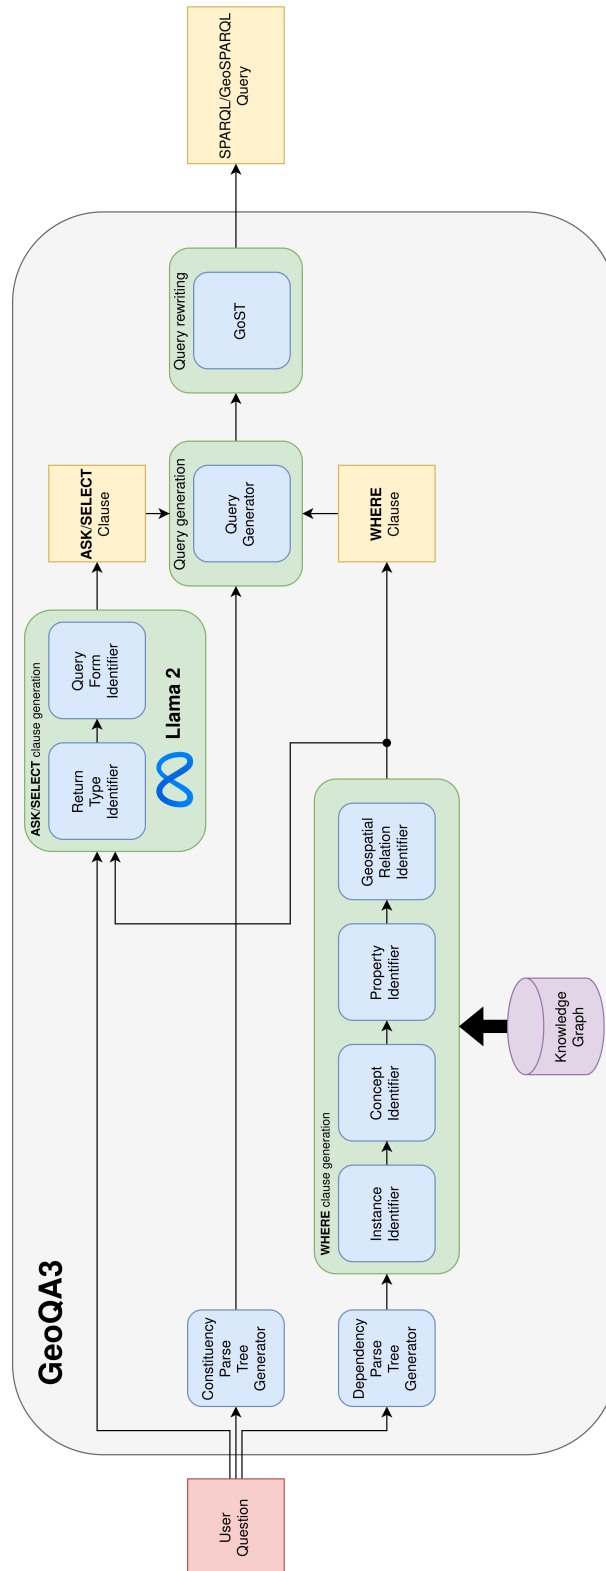 GeoQA3
User
Question
Constituency
Parse
Tree
Generator
Dependency
Parse
Tree
Generator
ASK/SELECT clause generation
Return
Type
Identifier
Query
Form
Identifier
Llama 2
ASK/SELECT
Clause
WHERE clause generation
Instance
Identifier
Concept
Identifier
Property
Identifier
Geospatial
Relation
Identifier
Knowledge
Graph
WHERE
Clause
Query generation
Query
Generator
Query rewriting
GoST
SPARQL/GeoSPARQL
Query